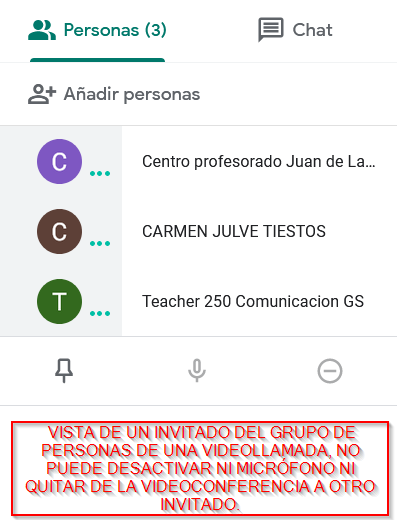 Personas (3)
Chat
Añadir personas
C
Centro profesorado Juan de La...
C
CARMEN JULVE TIESTOS
T
Teacher 250 Comunicacion GS
VISTA DE UN INVITADO DEL GRUPO DE
PERSONAS DE UNA VIDEOLLAMADA, NO
PUEDE DESACTIVAR NI MICRÓFONO NI
QUITAR DE LA VIDEOCONFERENCIA A OTRO
INVITADO.